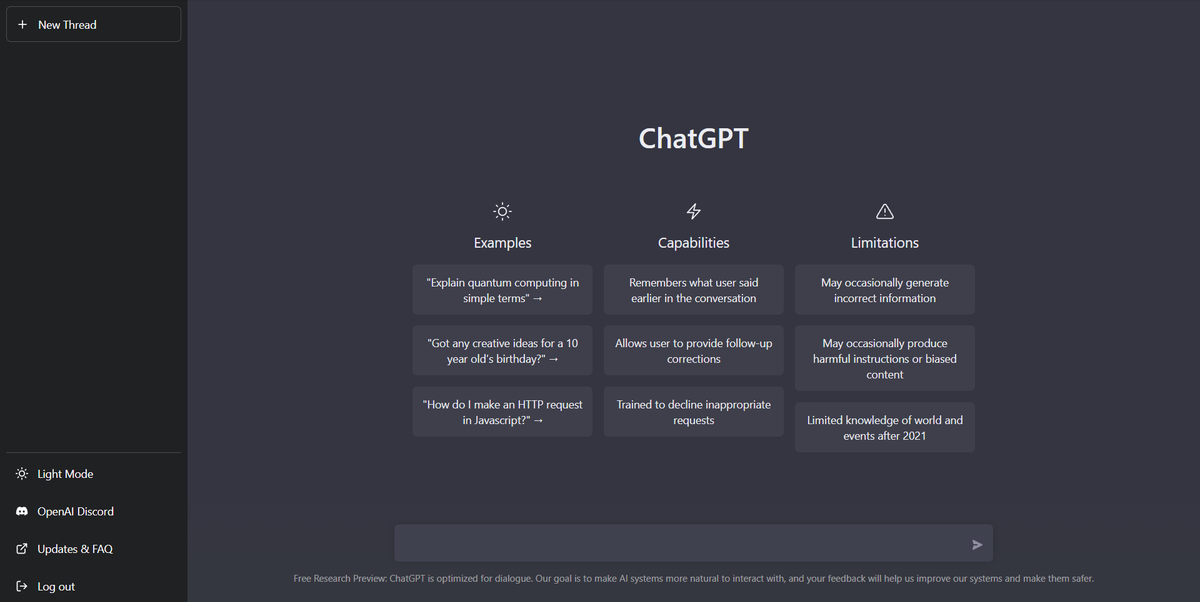 New Thread
ChatGPT
Examples
"Explain quantum computing in
simple terms" →
"Got any creative ideas for a 10
year old's birthday?" →
"How do I make an HTTP request
in Javascript?" →
Capabilities
Remembers what user said
earlier in the conversation
Allows user to provide follow-up
corrections
Trained to decline inappropriate
requests
Limitations
May occasionally generate
incorrect information
May occasionally produce
harmful instructions or biased
content
Limited knowledge of world and
events after 2021
Light Mode
OpenAI Discord
Updates & FAQ
Log out
Free Research Preview: ChatGPT is optimized for dialogue. Our goal is to make AI systems more natural to interact with, and your feedback will help us improve our systems and make them safer.